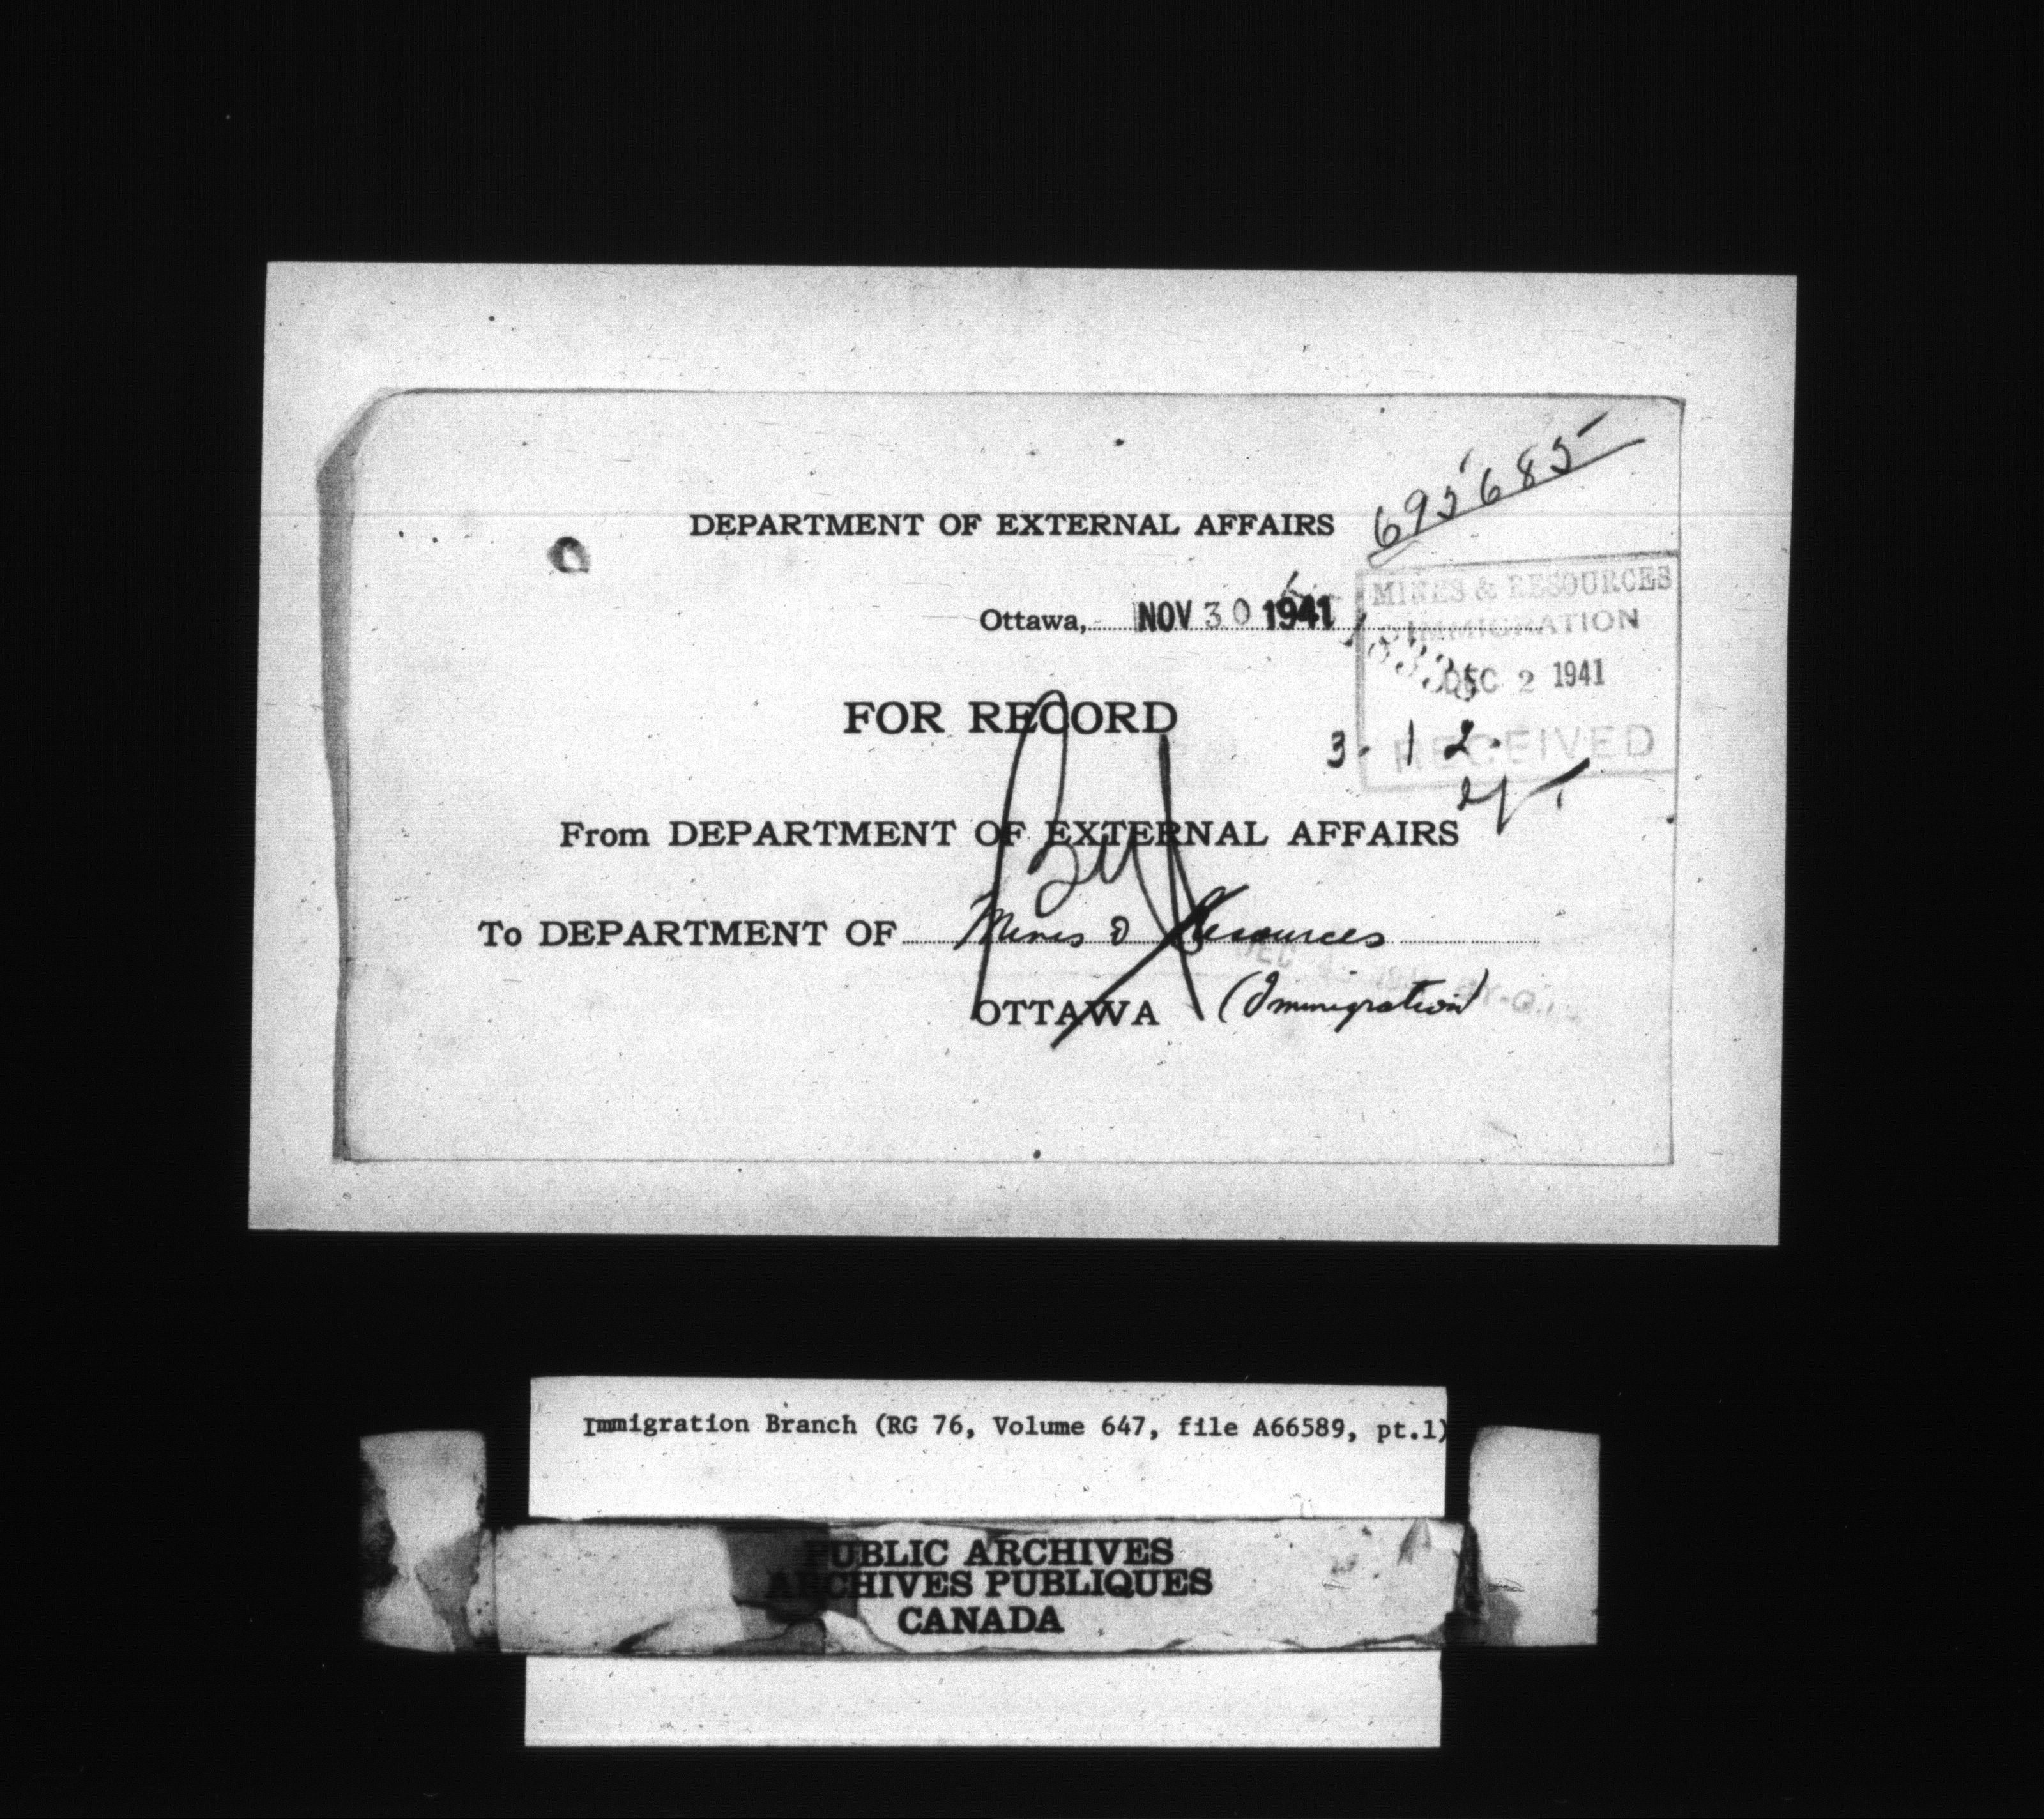 695685
DEPARTMENT OF EXTERNAL AFFAIRS
Ottawa, NOV 30 1941
MINES & RESOURCES
IMMIGRATION
DEC 2 1941
RECEIVED
FOR RECORD
3 - 12
From DEPARTMENT OF EXTERNAL AFFAIRS
To DEPARTMENT OF Mines & Resources
OTTAWA (Immigration)
Immigration Branch (RG 76, Volume 647, file A66589, pt.1)
PUBLIC ARCHIVES
ARCHIVES PUBLIQUES
CANADA